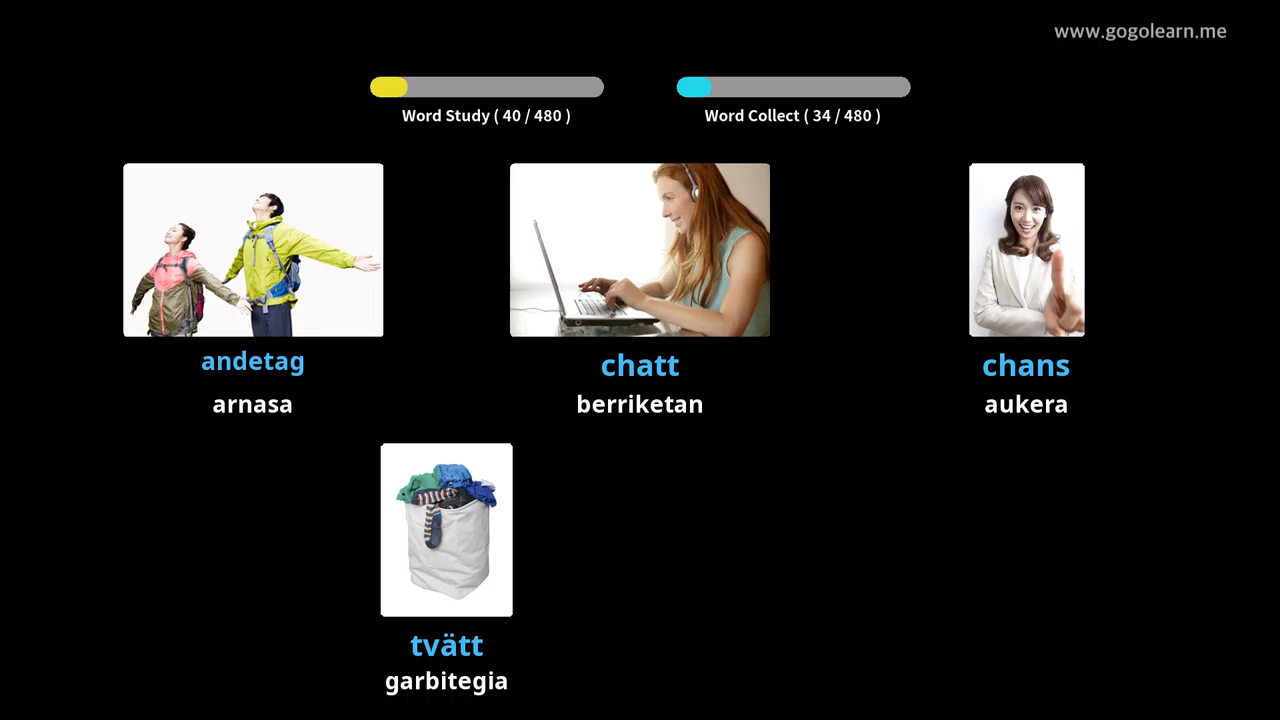 www.gogolearn.me
Word Study ( 40 / 480 )
Word Collect ( 34 / 480 )
andetag
arnasa
chatt
berriketan
chans
aukera
tvätt
garbitegia